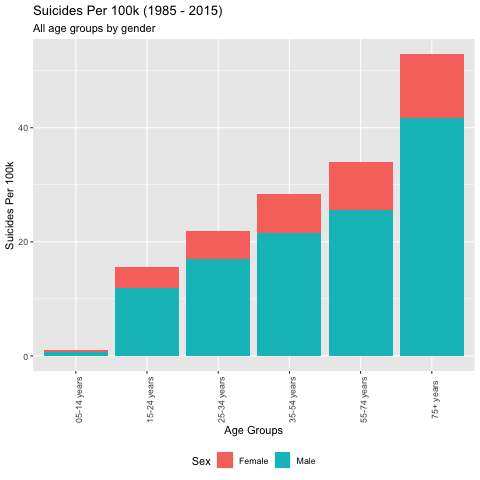 Suicides Per 100k (1985 - 2015)
All age groups by gender
Suicides Per 100k
40
20
0
05-14 years
15-24 years
25-34 years
35-54 years
55-74 years
75+ years
Age Groups
Sex Female Male